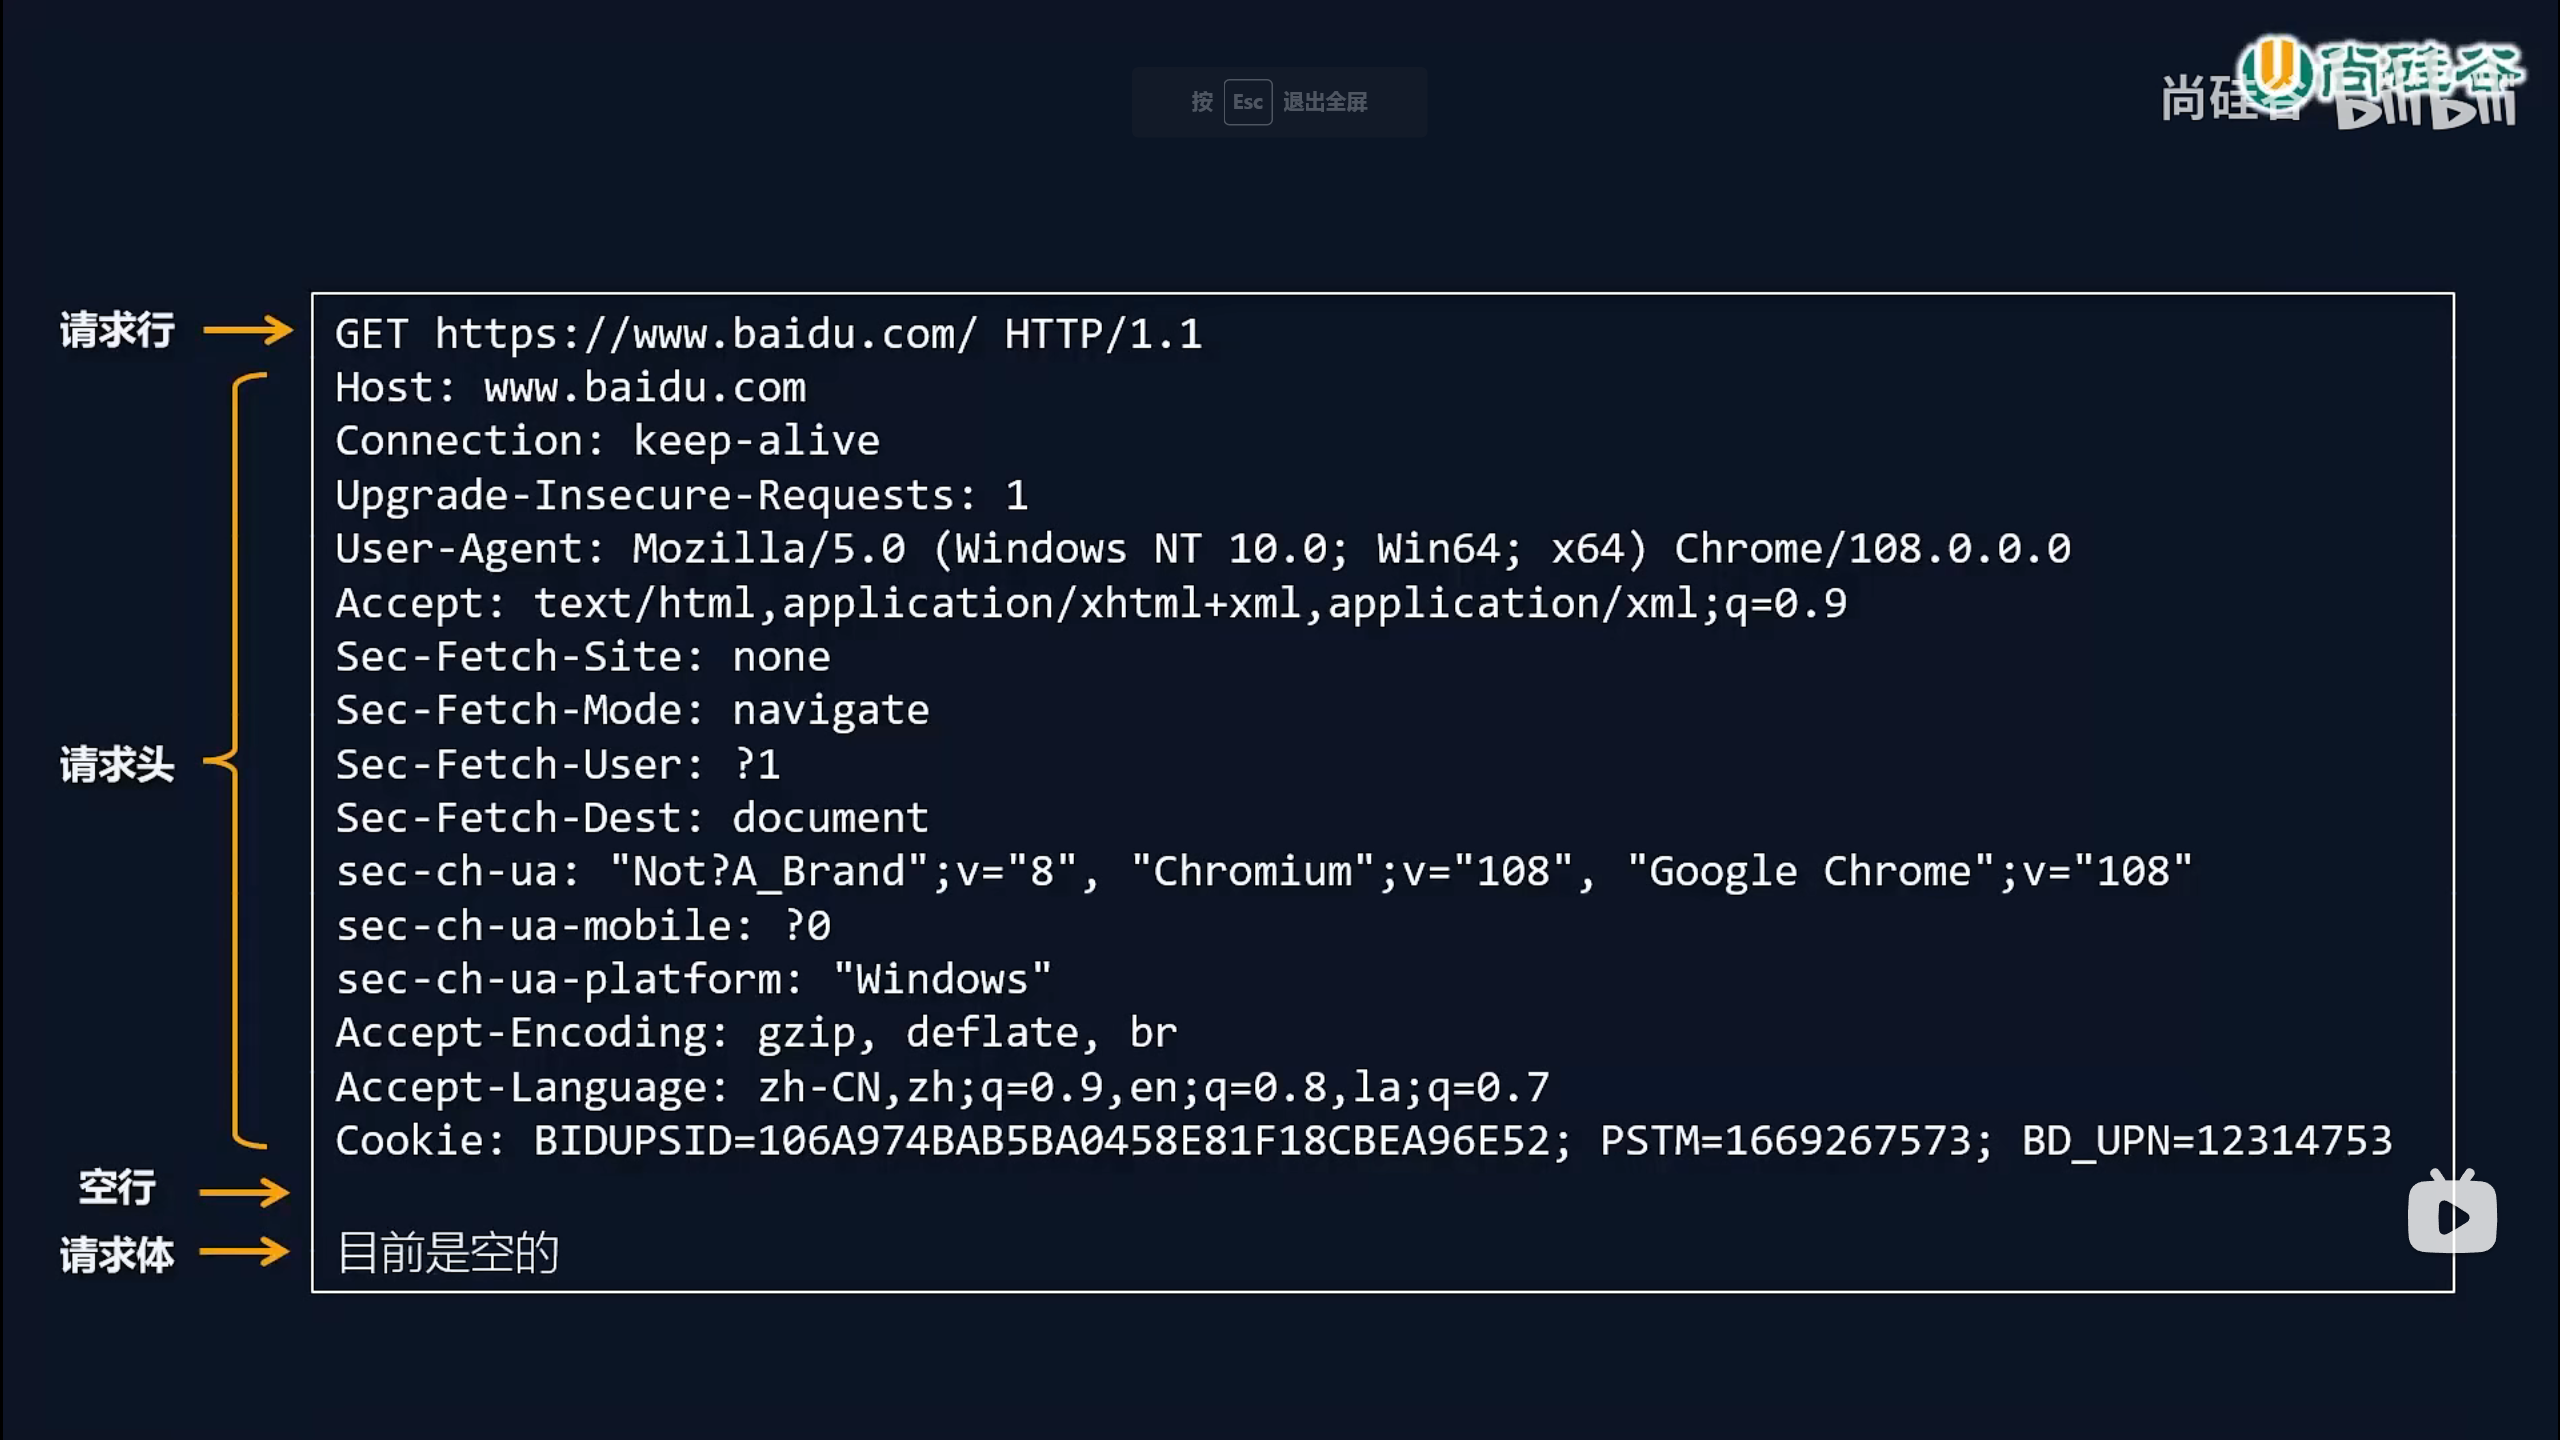 按 Esc 退出全屏
尚硅谷
尚硅谷 bilibili
请求行
GET https://www.baidu.com/ HTTP/1.1
Host: www.baidu.com
Connection: keep-alive
Upgrade-Insecure-Requests: 1
User-Agent: Mozilla/5.0 (Windows NT 10.0; Win64; x64) Chrome/108.0.0.0
Accept: text/html,application/xhtml+xml,application/xml;q=0.9
Sec-Fetch-Site: none
Sec-Fetch-Mode: navigate
请求头
Sec-Fetch-User: ?1
Sec-Fetch-Dest: document
sec-ch-ua: "Not?A_Brand";v="8", "Chromium";v="108", "Google Chrome";v="108"
sec-ch-ua-mobile: ?0
sec-ch-ua-platform: "Windows"
Accept-Encoding: gzip, deflate, br
Accept-Language: zh-CN,zh;q=0.9,en;q=0.8,la;q=0.7
Cookie: BIDUPSID=106A974BAB5BA0458E81F18CBEA96E52; PSTM=1669267573; BD_UPN=12314753
空行
请求体
目前是空的